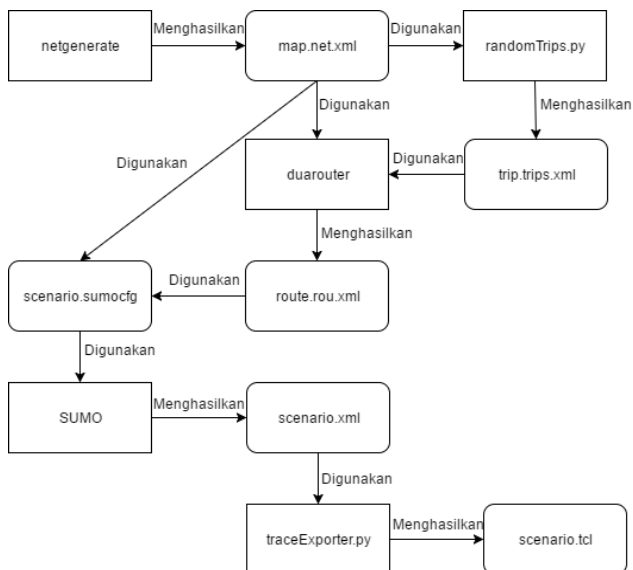 Menghasilkan
Digunakan
netgenerate
map.net.xml
randomTrips.py
Digunakan
Menghasilkan
Digunakan
Digunakan
duarouter
trip.trips.xml
Menghasilkan
Digunakan
scenario.sumocfg
route.rou.xml
Digunakan
Menghasilkan
SUMO
scenario.xml
Digunakan
Menghasilkan
traceExporter.py
scenario.tcl